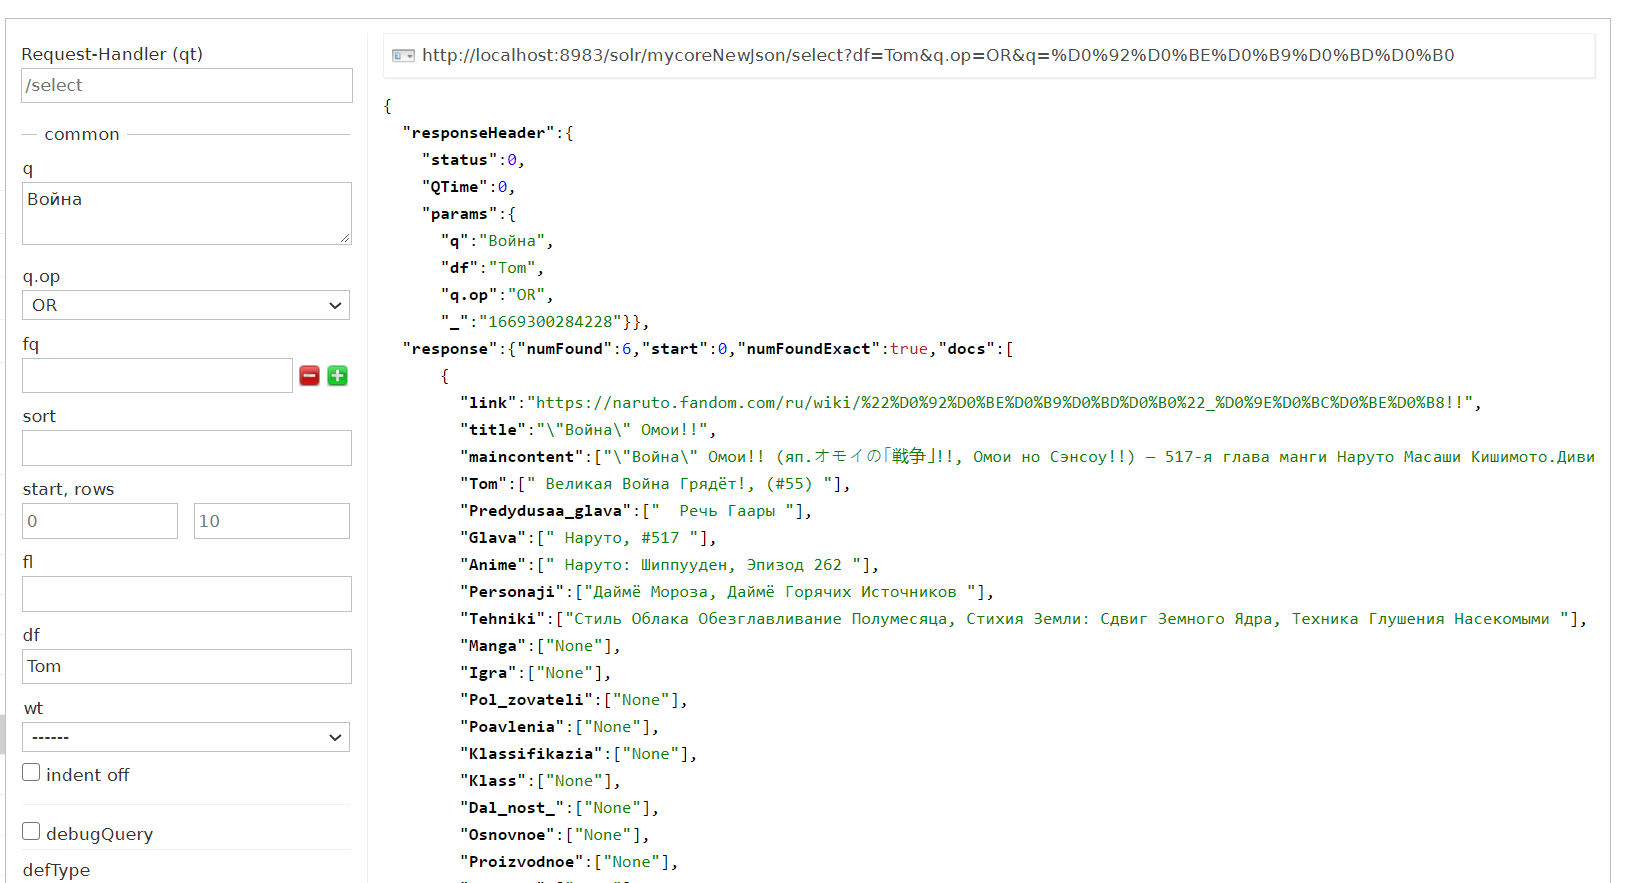 Request-Handler (qt)
/select
common
q
Война
q.op
OR
fq
sort
start, rows
0 10
fl
df
Tom
wt
------
indent off
debugQuery
defType
http://localhost:8983/solr/mycoreNewJson/select?df=Tom&q.op=OR&q=%D0%92%D0%BE%D0%B9%D0%BD%D0%B0
{
"responseHeader":{
"status":0,
"QTime":0,
"params":{
"q":"Война",
"df":"Tom",
"q.op":"OR",
"_":"1669300284228"}},
"response":{"numFound":6,"start":0,"numFoundExact":true,"docs":[
{
"link":"https://naruto.fandom.com/ru/wiki/%22%D0%92%D0%BE%D0%B9%D0%BD%D0%B0%22_%D0%9E%D0%BC%D0%BE%D0%B8!!",
"title":"\"Война\" Омои!!",
"maincontent":["\"Война\" Омои!! (яп.オモイの｢戦争｣!!, Омои но Сэнсоу!!) — 517-я глава манги Наруто Масаши Кишимото.Диви
"Tom":[" Великая Война Грядёт!, (#55) "],
"Predydusaa_glava":["  Речь Гаары "],
"Glava":[" Наруто, #517 "],
"Anime":[" Наруто: Шиппууден, Эпизод 262 "],
"Personaji":["Даймё Мороза, Даймё Горячих Источников "],
"Tehniki":["Стиль Облака Обезглавливание Полумесяца, Стихия Земли: Сдвиг Земного Ядра, Техника Глушения Насекомыми "],
"Manga":["None"],
"Igra":["None"],
"Pol_zovateli":["None"],
"Poavlenia":["None"],
"Klassifikazia":["None"],
"Klass":["None"],
"Dal_nost_":["None"],
"Osnovnoe":["None"],
"Proizvodnoe":["None"],